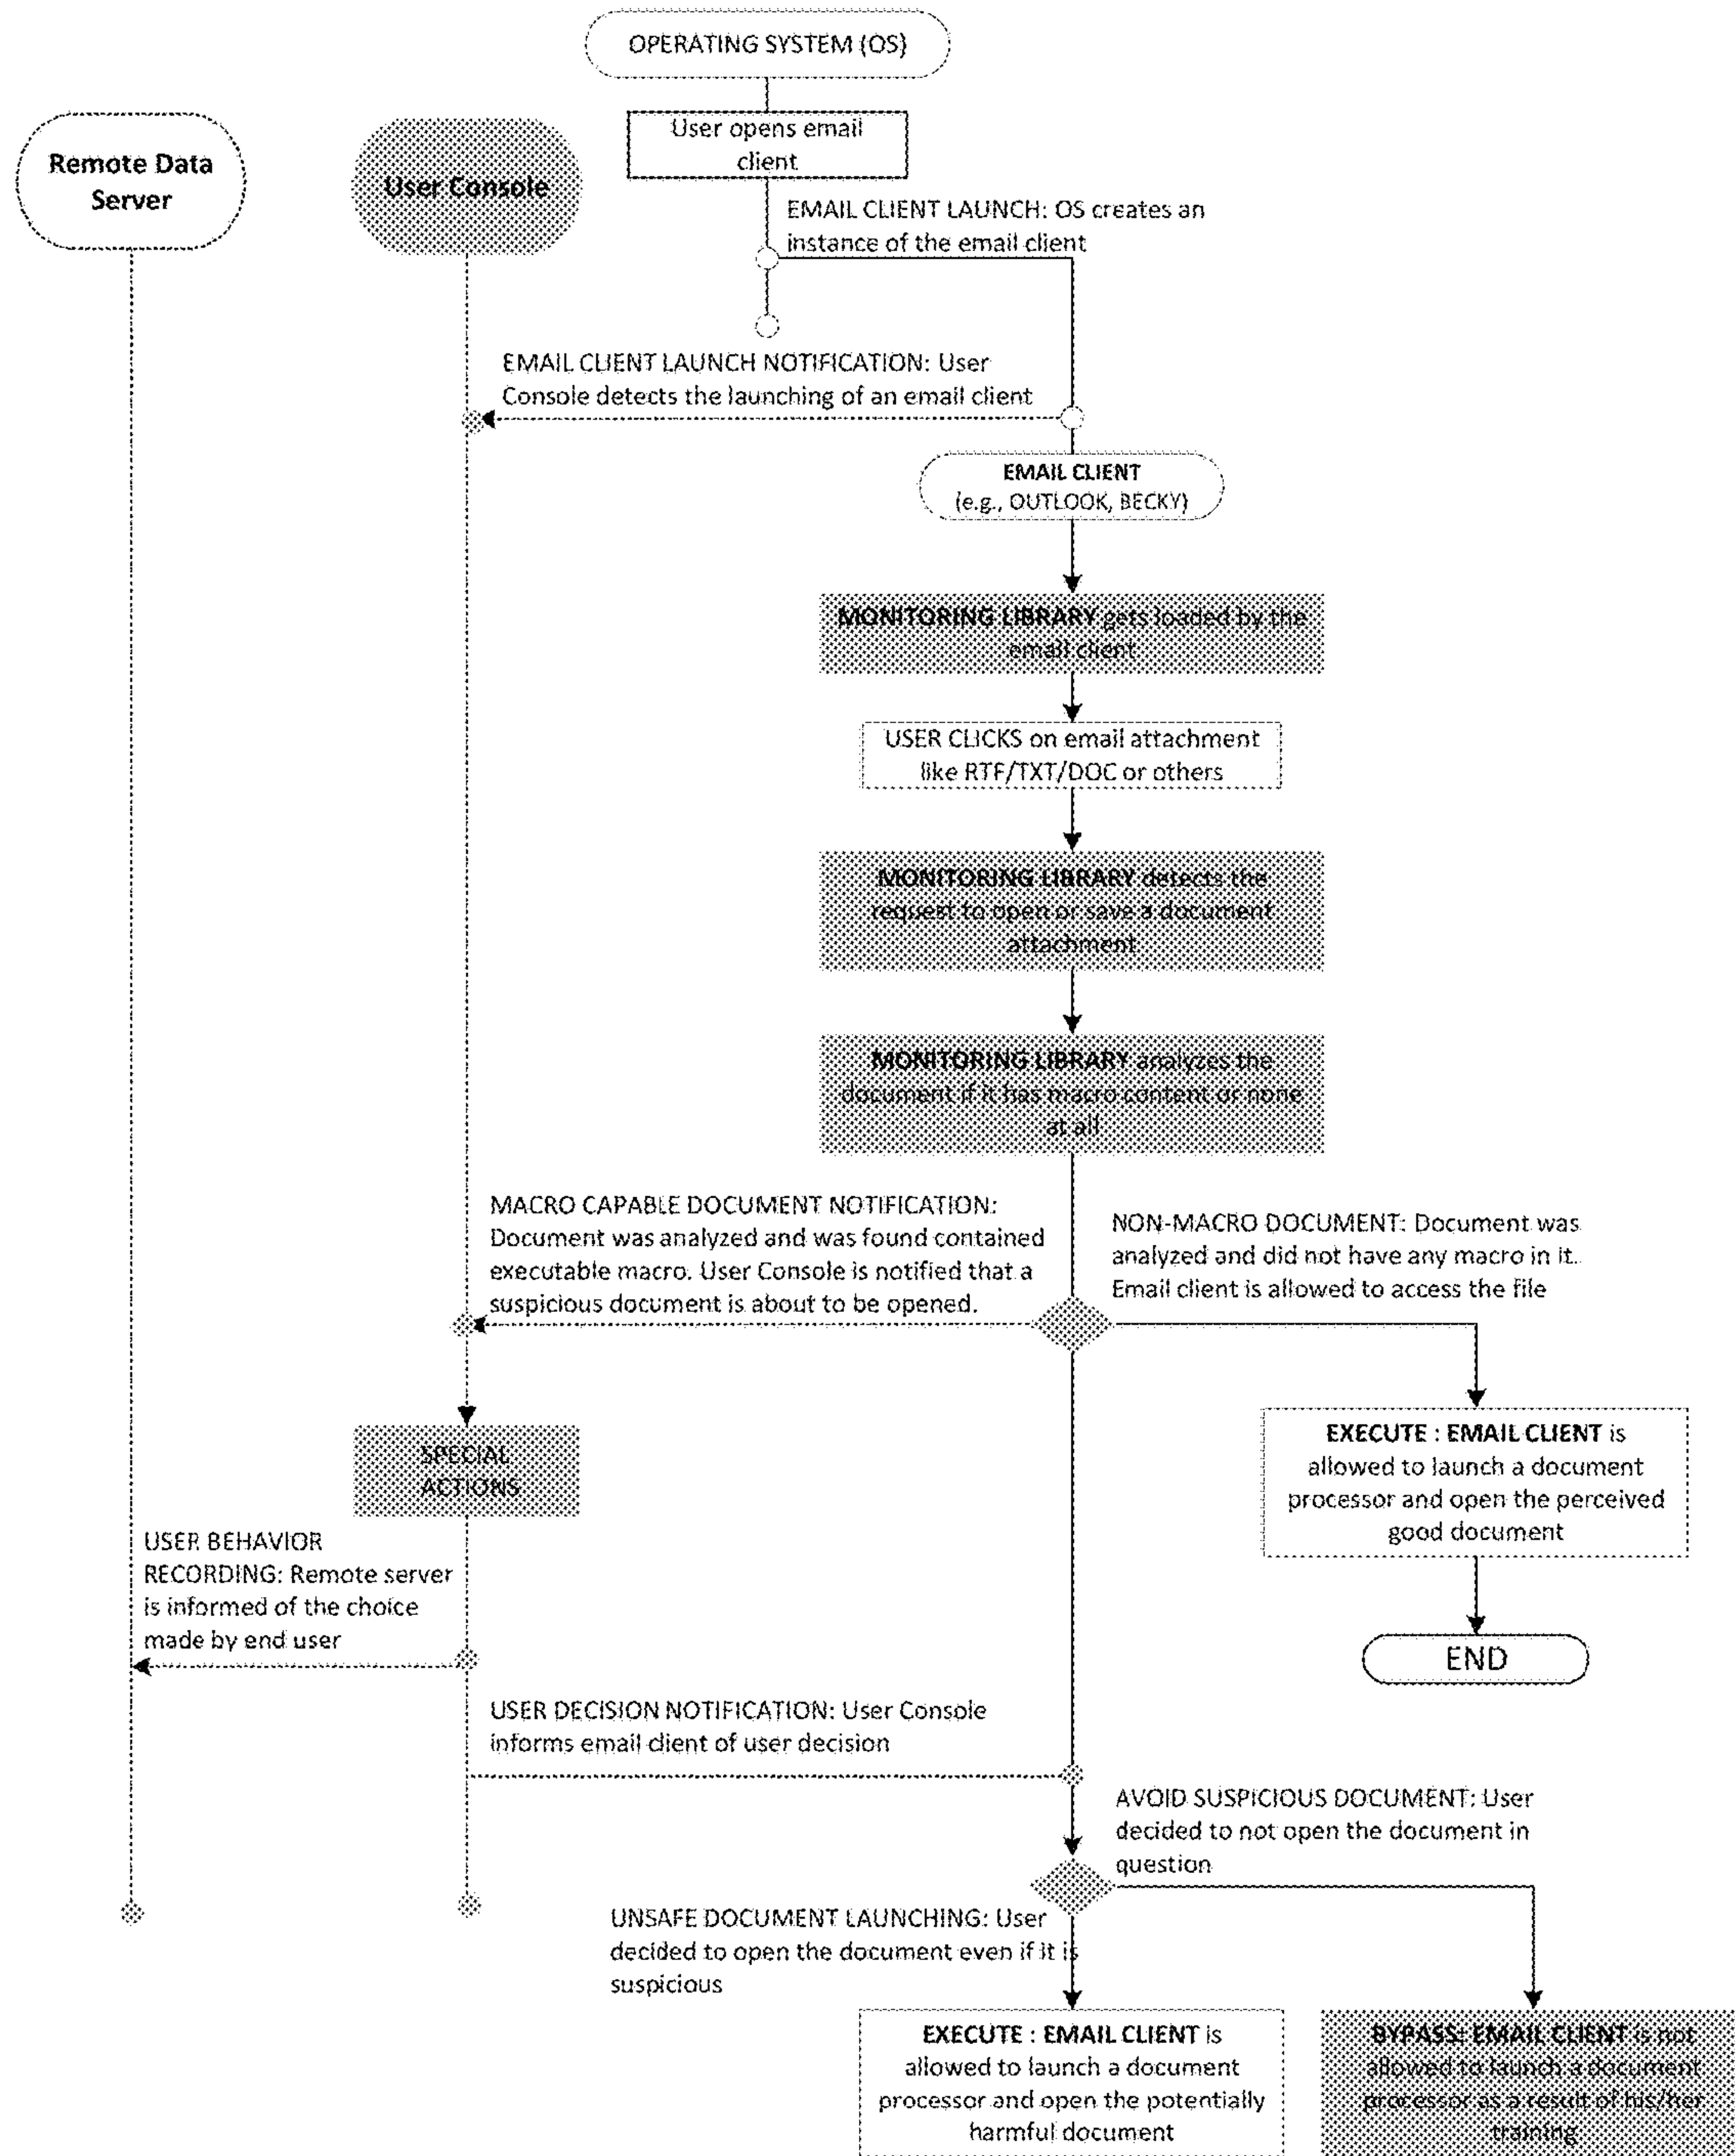 OPERATING SYSTEM (OS)
User opens email
client
Remote Data
Server
User Console
EMAIL CLIENT LAUNCH: OS creates an
instance of the email client
EMAIL CLIENT LAUNCH NOTIFICATION: User
Console detects the launching of an email client
EMAIL CLIENT
(e.g., OUTLOOK, BECKY)
MONITORING LIBRARY gets loaded by the
email client
USER CLICKS on email attachment
like RTF/TXT/DOC or others
MONITORING LIBRARY detects the
request to open or save a document
attachment
MONITORING LIBRARY analyzes the
document if it has macro content or none
at all
MACRO CAPABLE DOCUMENT NOTIFICATION:
Document was analyzed and was found contained
executable macro. User Console is notified that a
suspicious document is about to be opened.
NON-MACRO DOCUMENT: Document was
analyzed and did not have any macro in it.
Email client is allowed to access the file
EXECUTE : EMAIL CLIENT is
allowed to launch a document
processor and open the perceived
good document
SPECIAL
ACTIONS
USER BEHAVIOR
RECORDING: Remote server
is informed of the choice
made by end user
END
USER DECISION NOTIFICATION: User Console
informs email client of user decision
AVOID SUSPICIOUS DOCUMENT: User
decided to not open the document in
question
UNSAFE DOCUMENT LAUNCHING: User
decided to open the document even if it is
suspicious
EXECUTE : EMAIL CLIENT is
allowed to launch a document
processor and open the potentially
harmful document
BYPASS: EMAIL CLIENT is not
allowed to launch a document
processor as a result of his/her
training